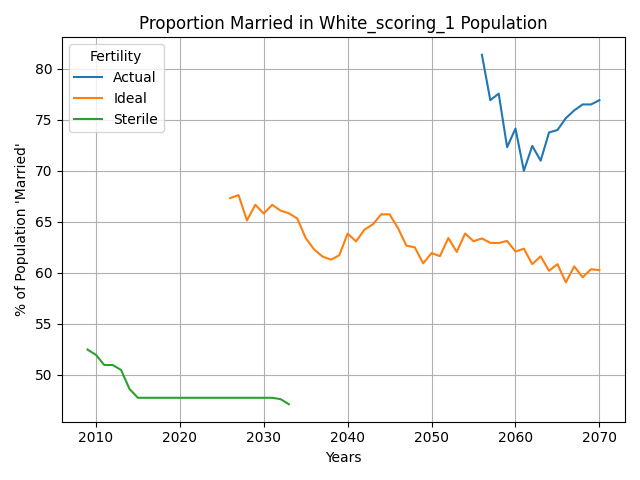 Proportion Married in White_scoring_1 Population
Fertility
Actual
Ideal
Sterile
% of Population 'Married'
80
75
70
65
60
55
50
2010 2020 2030 2040 2050 2060 2070
Years